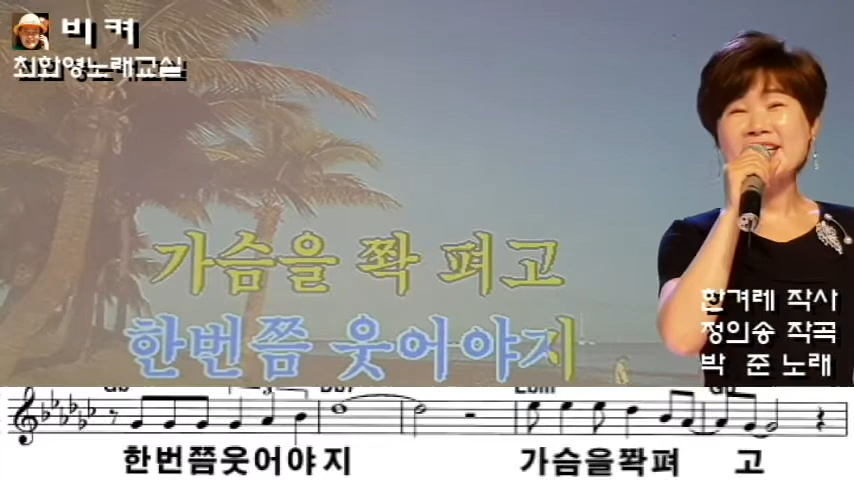 비켜
최회영노래교실
가슴을 쫙 펴고
한번쯤 웃어야지
한겨레 작사
정의송 작곡
박 준 노래
한번쯤웃어야지 가슴을쫙펴 고